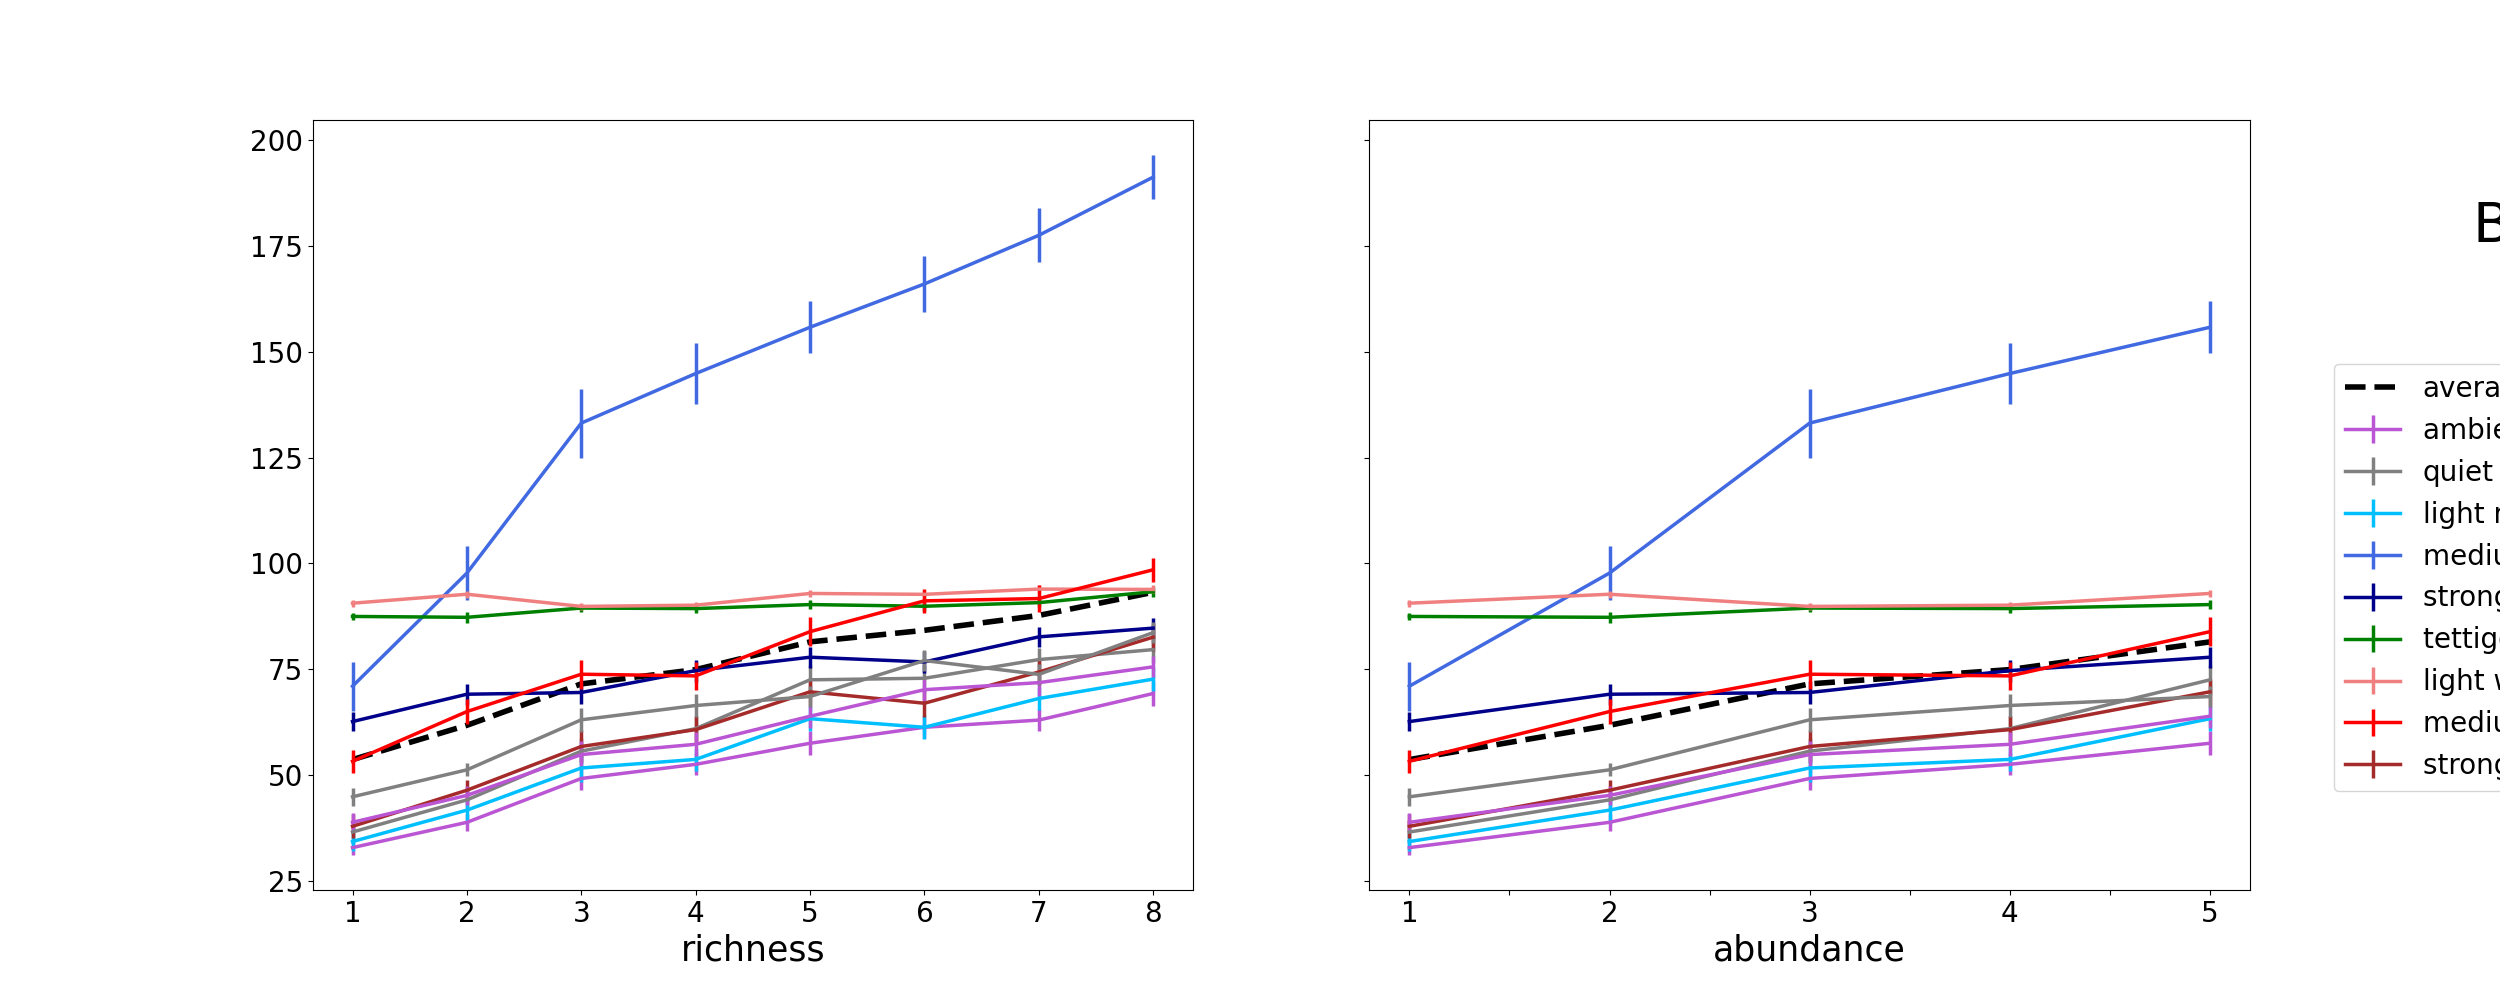 200
175
150
125
100
75
50
25
1 2 3 4 5 6 7 8
richness
1 2 3 4 5
abundance
B
avera
ambie
quiet
light r
mediu
strong
tettig
light w
mediu
strong